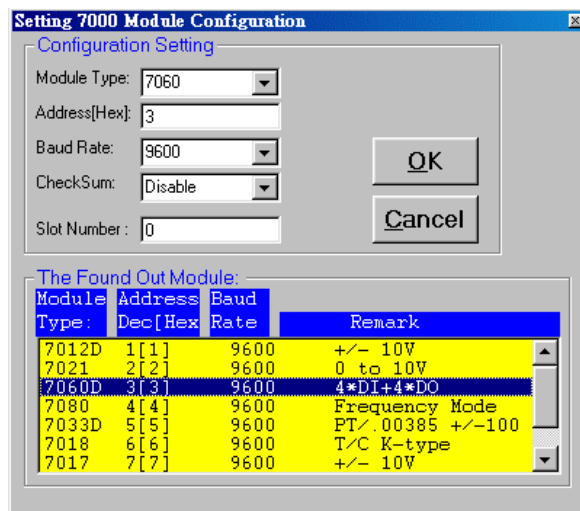 Setting 7000 Module Configuration
Configuration Setting
Module Type: 7060
Address[Hex]: 3
Baud Rate: 9600
CheckSum: Disable
Slot Number : 0
OK
Cancel
The Found Out Module:
Module Address Baud
Type: Dec[Hex Rate Remark
7012D 1[1] 9600 +/- 10V
7021 2[2] 9600 0 to 10V
7060D 3[3] 9600 4*DI+4*DO
7080 4[4] 9600 Frequency Mode
7033D 5[5] 9600 PT/.00385 +/-100
7018 6[6] 9600 T/C K-type
7017 7[7] 9600 +/- 10V